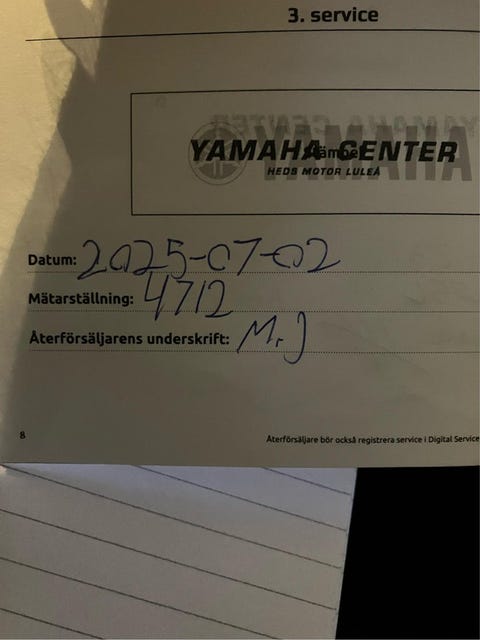 3. service
YAMAHA CENTER
HEDS MOTOR LULEÅ
Datum: 2025-07-02
Mätarställning: 4712
Återförsäljarens underskrift: M.J
8
Återförsäljare bör också registrera service i Digital Service